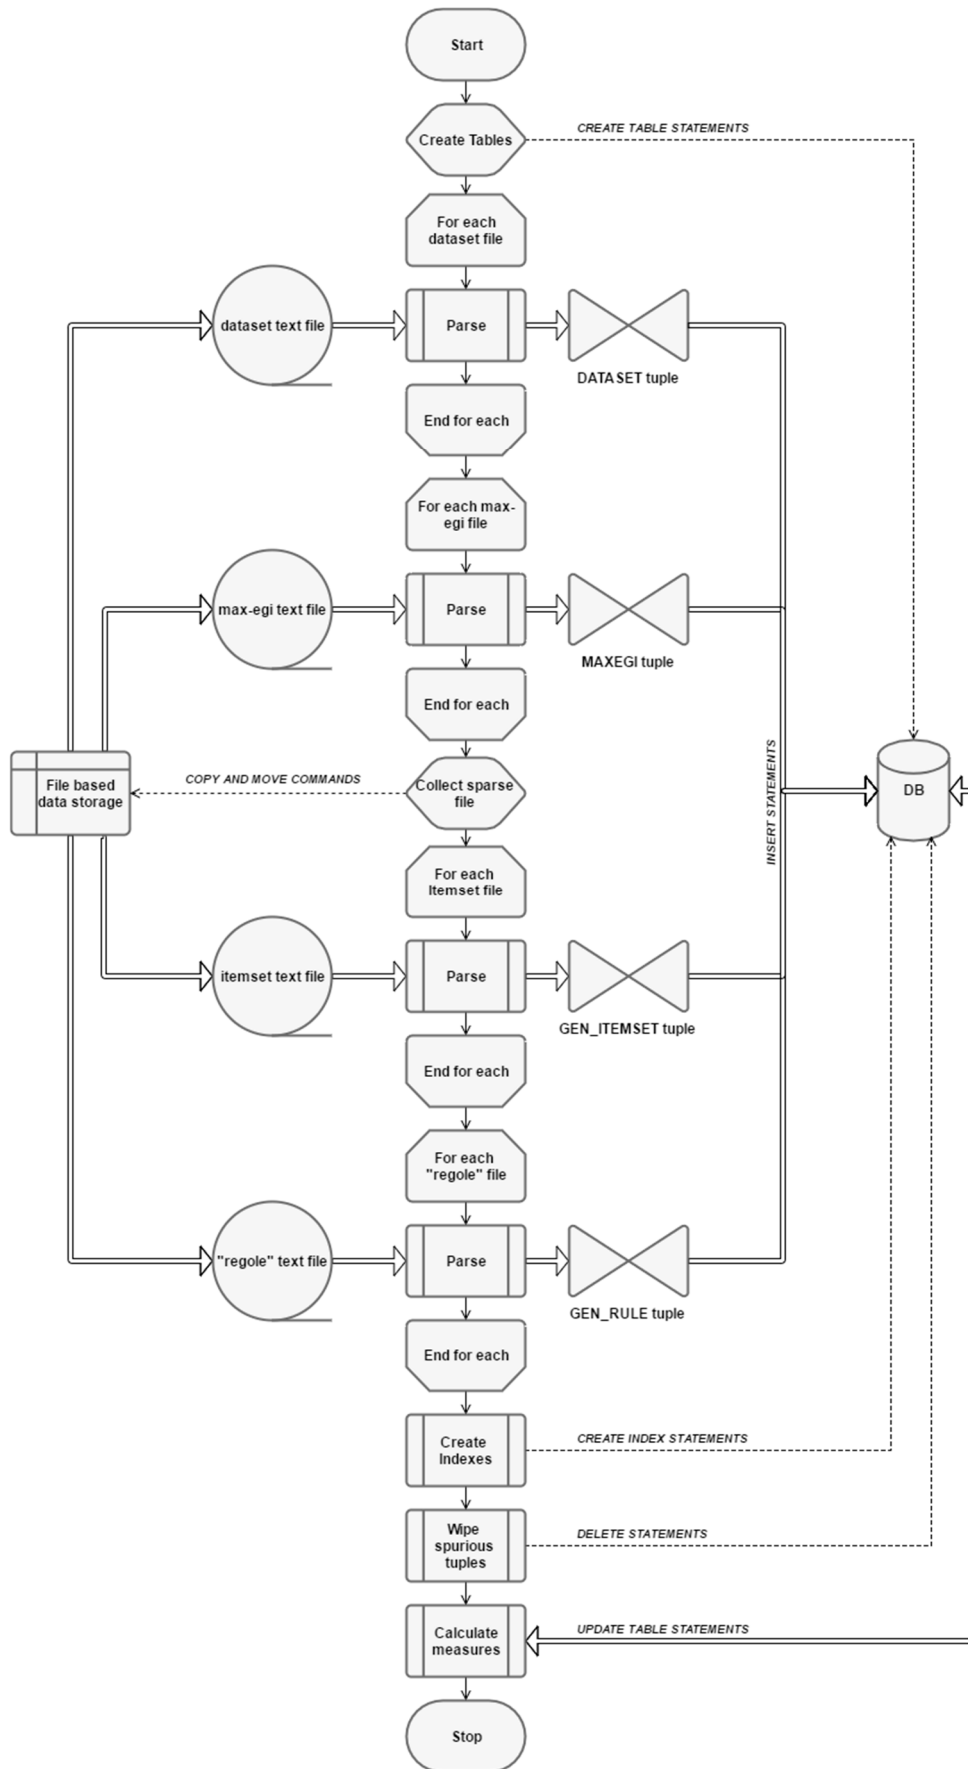 Start
Create Tables
CREATE TABLE STATEMENTS
For each
dataset file
dataset text file
Parse
DATASET tuple
End for each
For each max-
egi file
max-egi text file
Parse
MAXEGI tuple
End for each
File based
data storage
COPY AND MOVE COMMANDS
Collect sparse
file
INSERT STATEMENTS
DB
For each
Itemset file
itemset text file
Parse
GEN_ITEMSET tuple
End for each
For each
"regole" file
"regole" text file
Parse
GEN_RULE tuple
End for each
Create
Indexes
CREATE INDEX STATEMENTS
Wipe
spurious
tuples
DELETE STATEMENTS
Calculate
measures
UPDATE TABLE STATEMENTS
Stop